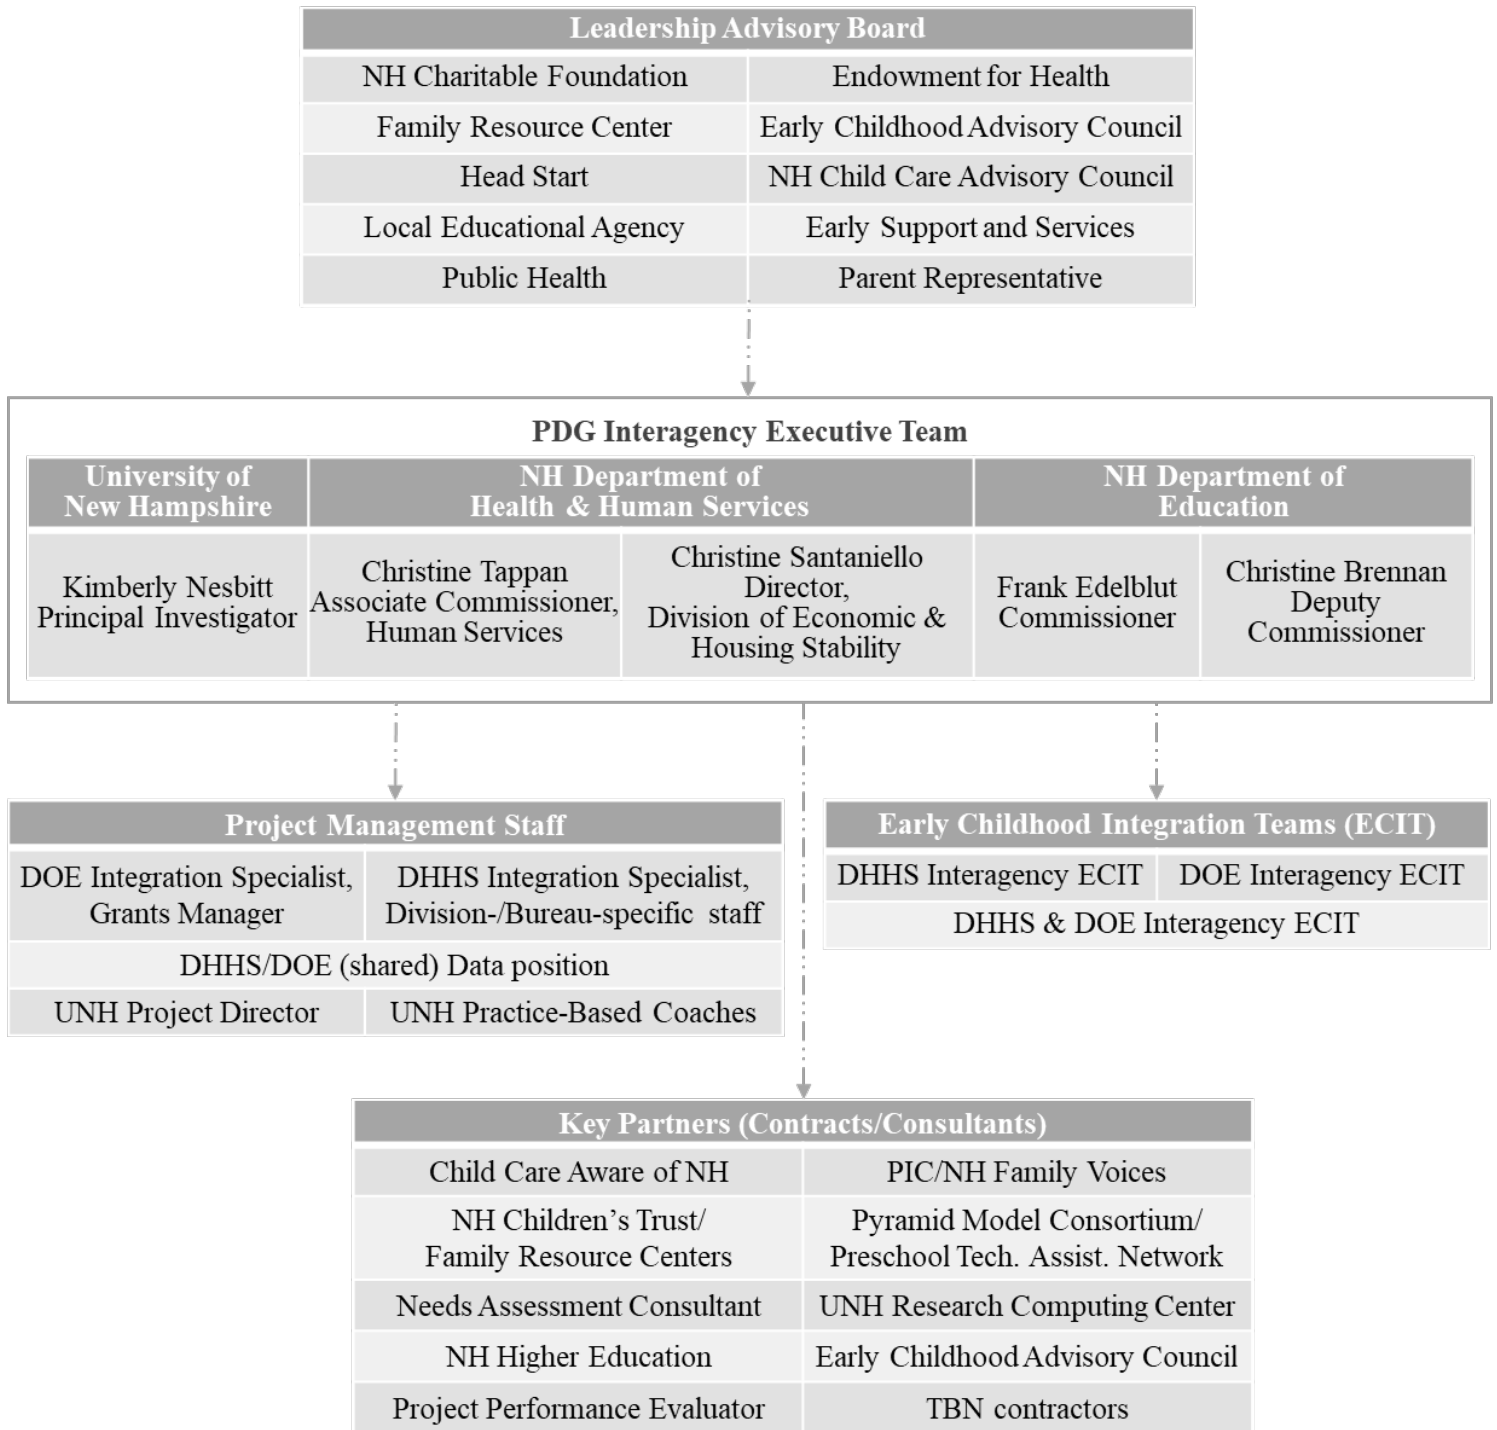 Leadership Advisory Board
NH Charitable Foundation
Endowment for Health
Family Resource Center
Early Childhood Advisory Council
Head Start
NH Child Care Advisory Council
Local Educational Agency
Early Support and Services
Public Health
Parent Representative
PDG Interagency Executive Team
University of
New Hampshire
NH Department of
Health & Human Services
NH Department of
Education
Kimberly Nesbitt
Principal Investigator
Christine Tappan
Associate Commissioner,
Human Services
Christine Santaniello
Director,
Division of Economic &
Housing Stability
Frank Edelblut
Commissioner
Christine Brennan
Deputy
Commissioner
Project Management Staff
DOE Integration Specialist,
Grants Manager
DHHS Integration Specialist,
Division-/Bureau-specific staff
DHHS/DOE (shared) Data position
UNH Project Director
UNH Practice-Based Coaches
Early Childhood Integration Teams (ECIT)
DHHS Interagency ECIT
DOE Interagency ECIT
DHHS & DOE Interagency ECIT
Key Partners (Contracts/Consultants)
Child Care Aware of NH
PIC/NH Family Voices
NH Children’s Trust/
Family Resource Centers
Pyramid Model Consortium/
Preschool Tech. Assist. Network
Needs Assessment Consultant
UNH Research Computing Center
NH Higher Education
Early Childhood Advisory Council
Project Performance Evaluator
TBN contractors